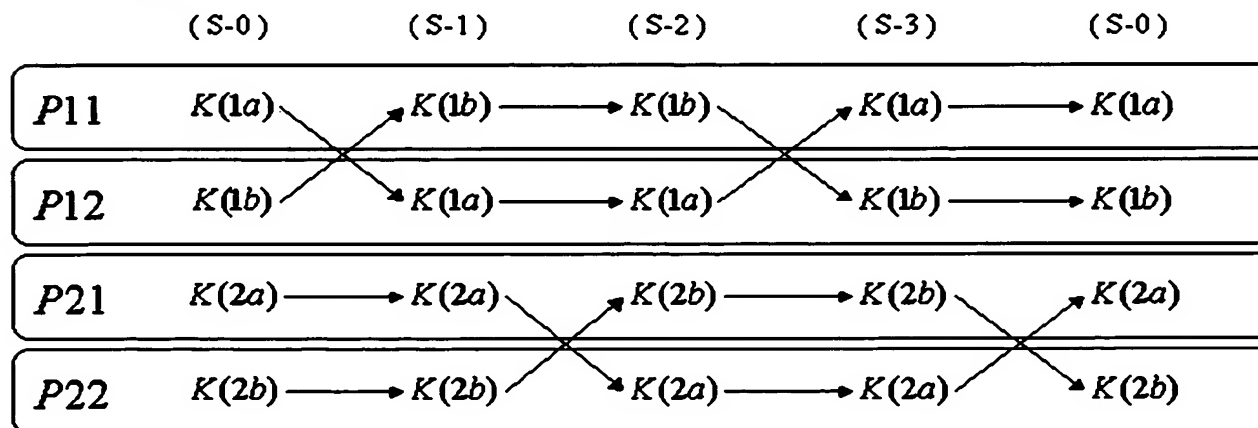 (S-0) (S-1) (S-2) (S-3) (S-0)
P11 K(1a) K(1b) K(1b) K(1a) K(1a)
P12 K(1b) K(1a) K(1a) K(1b) K(1b)
P21 K(2a) K(2a) K(2b) K(2b) K(2a)
P22 K(2b) K(2b) K(2a) K(2a) K(2b)